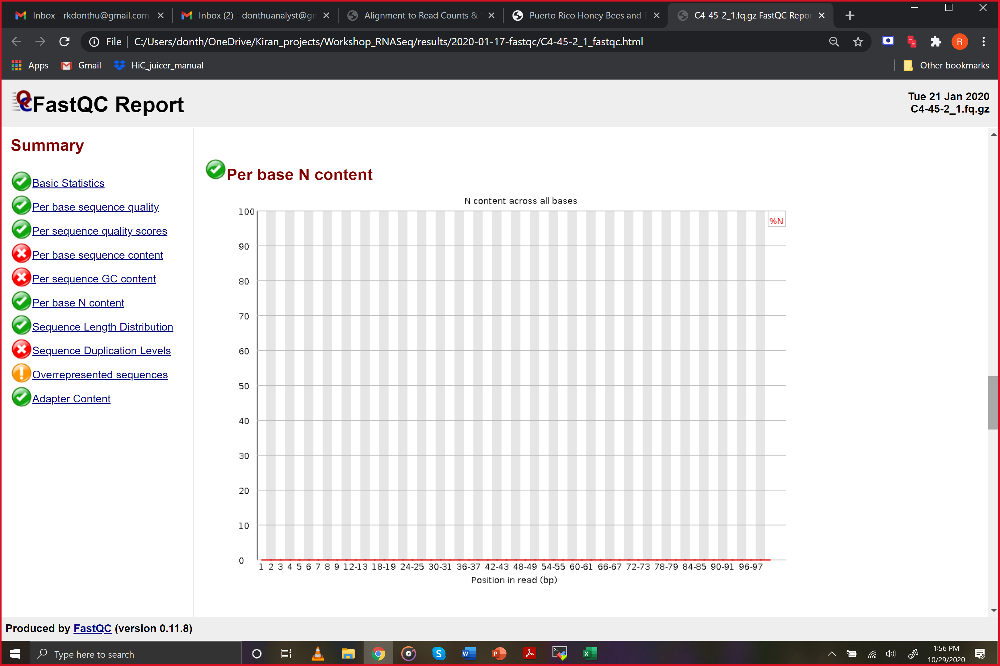 Inbox - rkdonthu@gmail.com
Inbox (2) - donthuanalyst@gm
Alignment to Read Counts &
Puerto Rico Honey Bees and
C4-45-2_1.fq.gz FastQC Repor
File C:/Users/donth/OneDrive/Kiran_projects/Workshop_RNASeq/results/2020-01-17-fastqc/C4-45-2_1_fastqc.html
R
Apps Gmail HiC_juicer_manual Other bookmarks
FastQC Report
Tue 21 Jan 2020
C4-45-2_1.fq.gz
Summary
Basic Statistics
Per base sequence quality
Per sequence quality scores
Per base sequence content
Per sequence GC content
Per base N content
Sequence Length Distribution
Sequence Duplication Levels
Overrepresented sequences
Adapter Content
Per base N content
N content across all bases
%N
100
90
80
70
60
50
40
30
20
10
0
1 2 3 4 5 6 7 8 9 12-13 18-19 24-25 30-31 36-37 42-43 48-49 54-55 60-61 66-67 72-73 78-79 84-85 90-91 96-97
Position in read (bp)
Produced by FastQC (version 0.11.8)
Type here to search
1:56 PM
10/29/2020